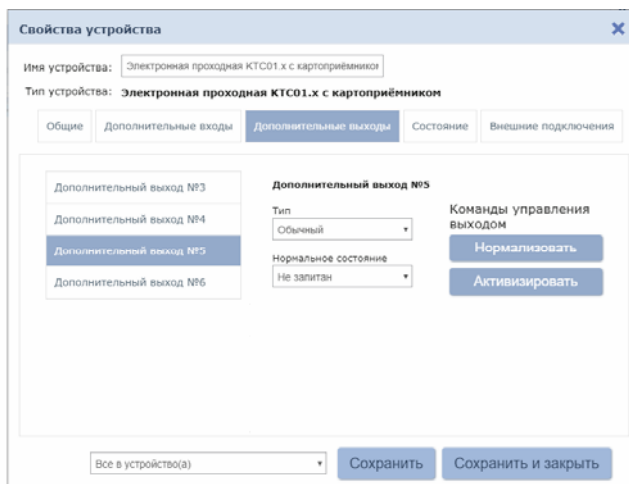 Свойства устройства
Имя устройства: Электронная проходная КТС01.x с картоприёмником
Тип устройства: Электронная проходная КТС01.x с картоприёмником
Общие Дополнительные входы Дополнительные выходы Состояние Внешние подключения
Дополнительный выход №3
Дополнительный выход №4
Дополнительный выход №5
Дополнительный выход №6
Дополнительный выход №5
Тип
Обычный
Нормальное состояние
Не запитан
Команды управления
выходом
Нормализовать
Активизировать
Все в устройство(а)
Сохранить
Сохранить и закрыть